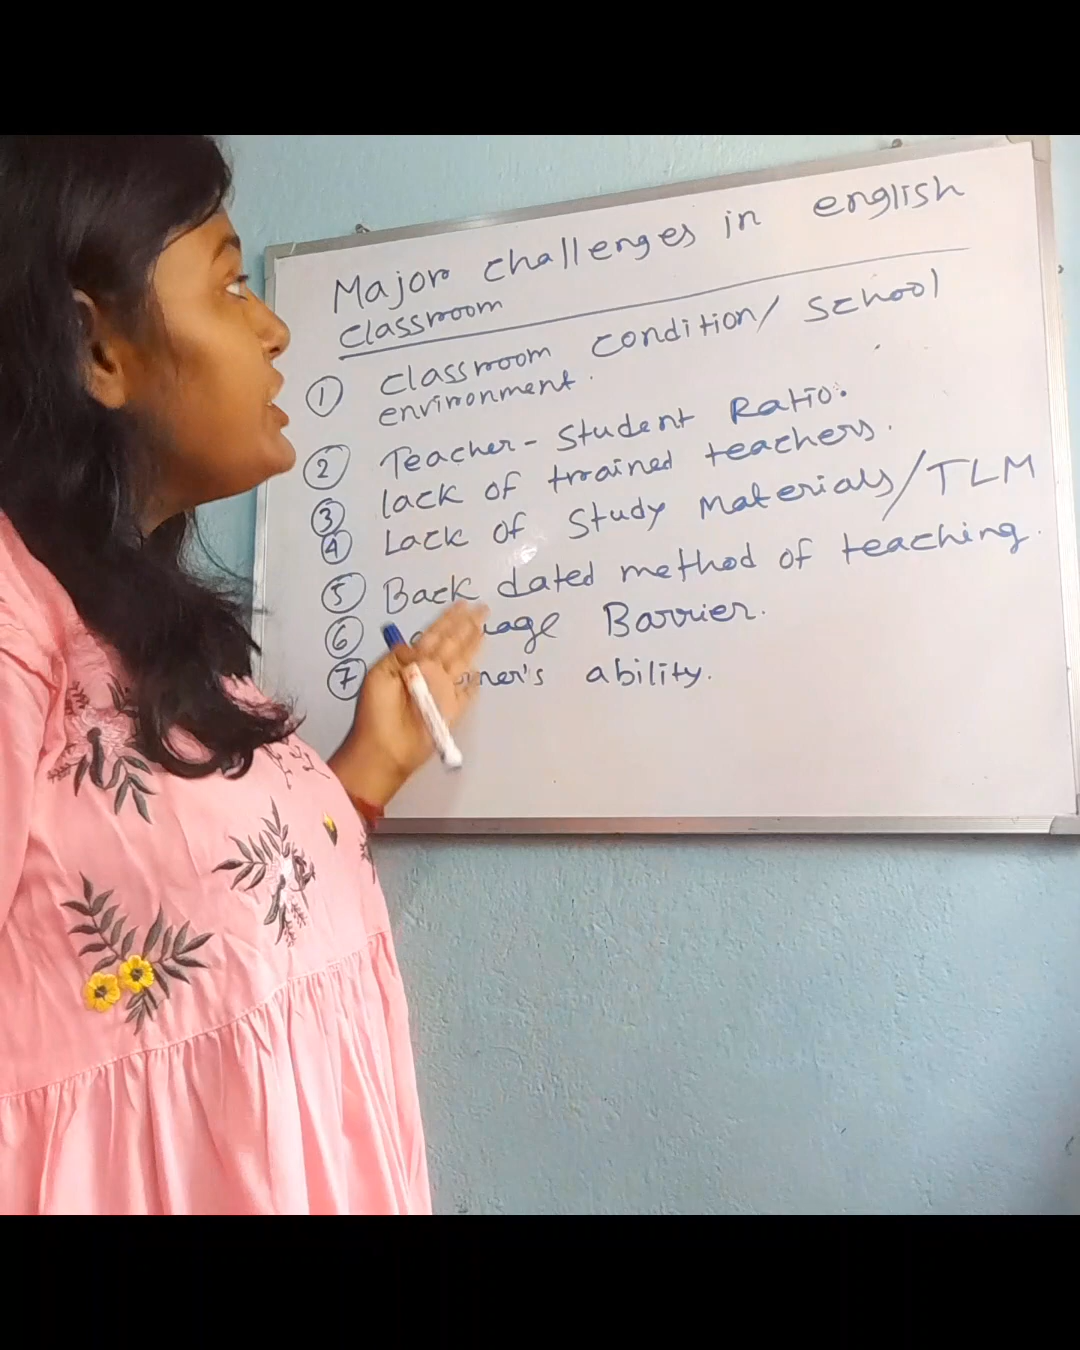 Major challenges in english
classroom
① classroom condition/ School
environment.
② Teacher - Student Ratio.
③ lack of trained teachers.
④ Lack of Study Materials/TLM
⑤ Back dated method of teaching.
⑥ Barrier.
⑦ ability.